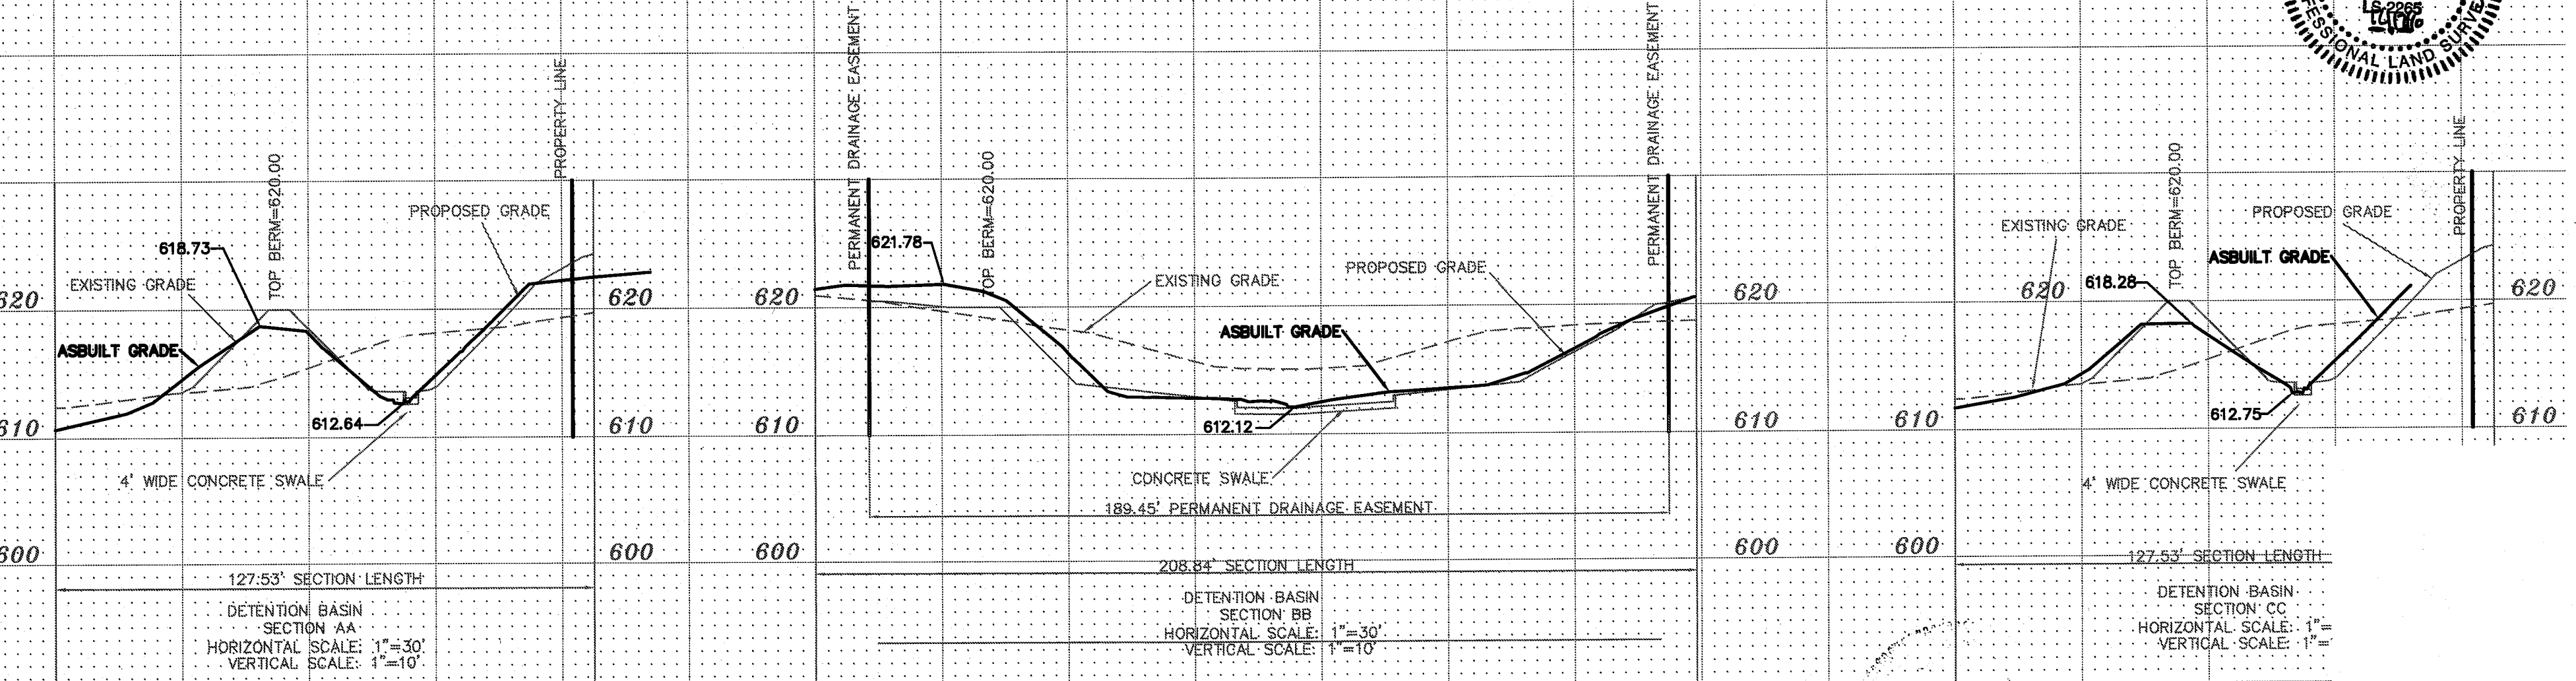 LS 2265
FESSIONAL LAND SURVE
PROPERTY LINE
TOP BERM=620.00
PROPOSED GRADE
618.73
EXISTING GRADE
620
620
ASBUILT GRADE
610
610
612.64
4' WIDE CONCRETE SWALE
600
600
127.53' SECTION LENGTH
DETENTION BASIN
SECTION AA
HORIZONTAL SCALE: 1"=30'
VERTICAL SCALE: 1"=10'
PERMANENT DRAINAGE EASEMENT
PERMANENT DRAINAGE EASEMENT
TOP BERM=620.00
621.78
EXISTING GRADE
PROPOSED GRADE
620
620
ASBUILT GRADE
610
610
612.12
CONCRETE SWALE
189.45' PERMANENT DRAINAGE EASEMENT
600
600
208.84' SECTION LENGTH
DETENTION BASIN
SECTION BB
HORIZONTAL SCALE: 1"=30'
VERTICAL SCALE: 1"=10'
PROPERTY LINE
TOP BERM=620.00
PROPOSED GRADE
EXISTING GRADE
ASBUILT GRADE
618.28
620
620
610
610
612.75
4' WIDE CONCRETE SWALE
600
127.53' SECTION LENGTH
DETENTION BASIN
SECTION CC
HORIZONTAL SCALE: 1"=
VERTICAL SCALE: 1"=